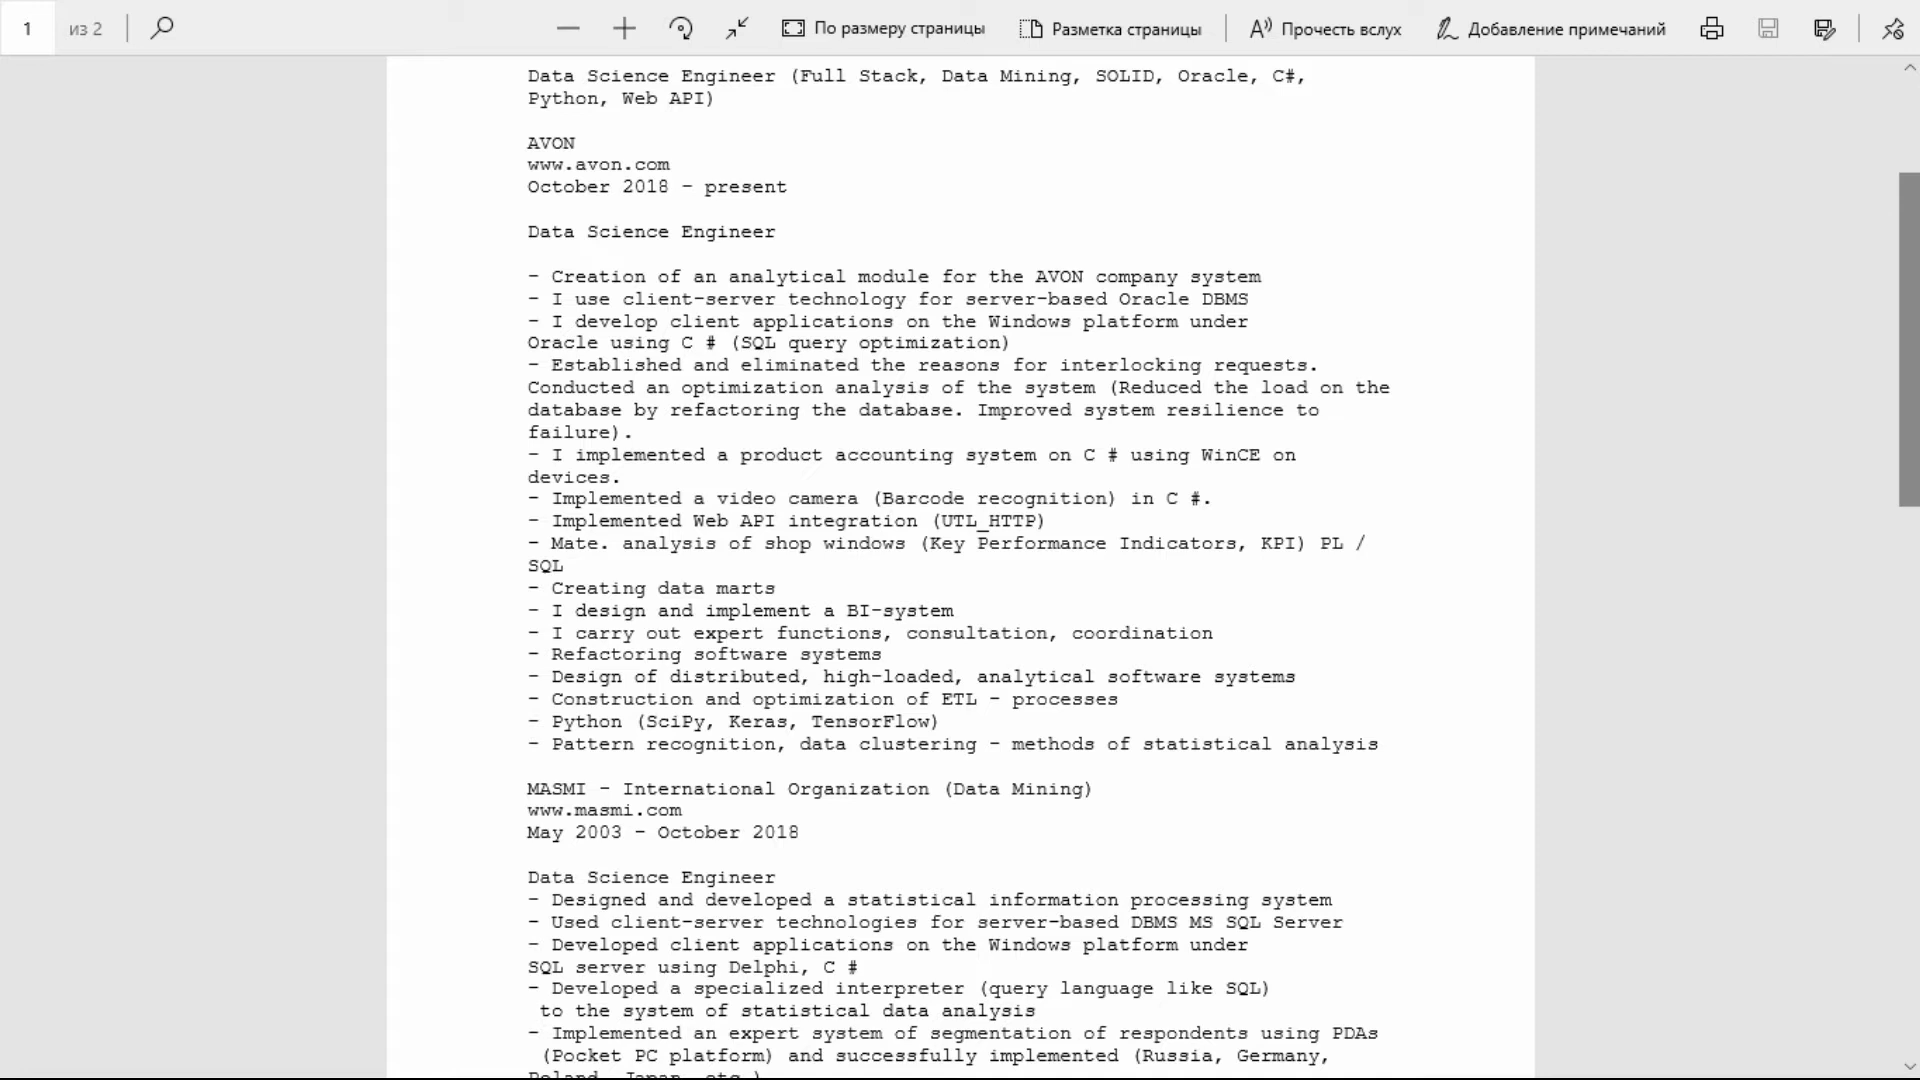 1 из 2 По размеру страницы Разметка страницы Прочесть вслух Добавление примечаний
Data Science Engineer (Full Stack, Data Mining, SOLID, Oracle, C#,
Python, Web API)
AVON
www.avon.com
October 2018 - present
Data Science Engineer
- Creation of an analytical module for the AVON company system
- I use client-server technology for server-based Oracle DBMS
- I develop client applications on the Windows platform under
Oracle using C # (SQL query optimization)
- Established and eliminated the reasons for interlocking requests.
Conducted an optimization analysis of the system (Reduced the load on the
database by refactoring the database. Improved system resilience to
failure).
- I implemented a product accounting system on C # using WinCE on
devices.
- Implemented a video camera (Barcode recognition) in C #.
- Implemented Web API integration (UTL_HTTP)
- Mate. analysis of shop windows (Key Performance Indicators, KPI) PL /
SQL
- Creating data marts
- I design and implement a BI-system
- I carry out expert functions, consultation, coordination
- Refactoring software systems
- Design of distributed, high-loaded, analytical software systems
- Construction and optimization of ETL - processes
- Python (SciPy, Keras, TensorFlow)
- Pattern recognition, data clustering - methods of statistical analysis
MASMI - International Organization (Data Mining)
www.masmi.com
May 2003 - October 2018
Data Science Engineer
- Designed and developed a statistical information processing system
- Used client-server technologies for server-based DBMS MS SQL Server
- Developed client applications on the Windows platform under
SQL server using Delphi, C #
- Developed a specialized interpreter (query language like SQL)
to the system of statistical data analysis
- Implemented an expert system of segmentation of respondents using PDAs
(Pocket PC platform) and successfully implemented (Russia, Germany,
Poland, Japan, etc.)